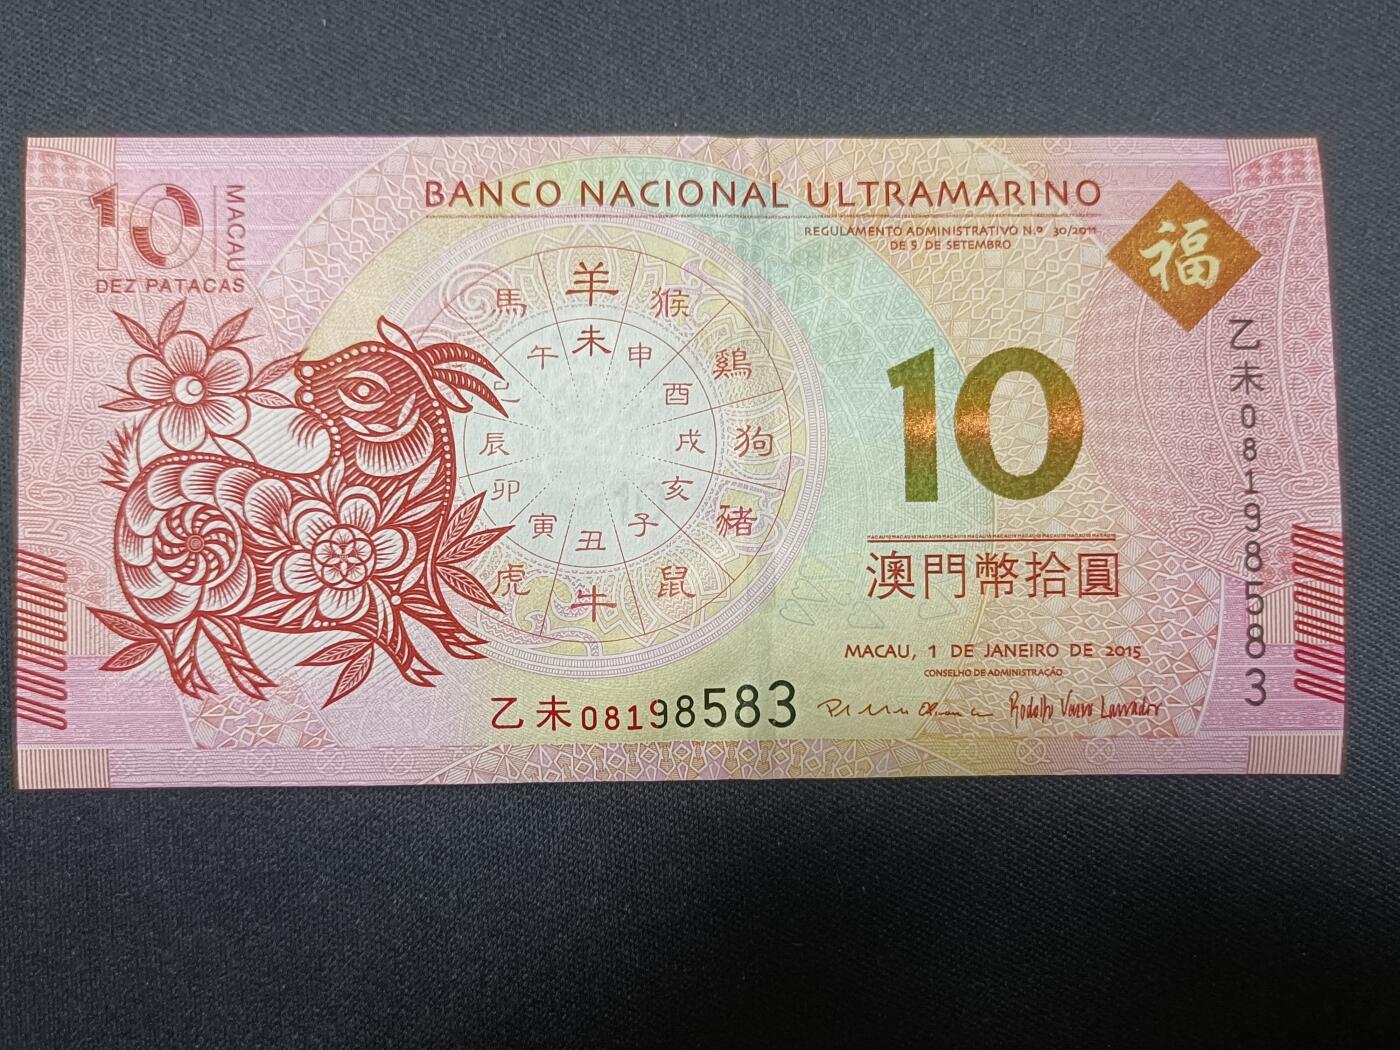 10
MACAU
DEZ PATACAS
BANCO NACIONAL ULTRAMARINO
REGULAMENTO ADMINISTRATIVO N.º 30/2011
DE 5 DE SETEMBRO
福
羊
猴
鷄
狗
豬
鼠
牛
虎
馬
未
申
酉
戌
亥
子
丑
寅
卯
辰
巳
午
10
澳門幣拾圓
MACAU, 1 DE JANEIRO DE 2015
CONSELHO DE ADMINISTRAÇÃO
乙未08198583
乙未08198583